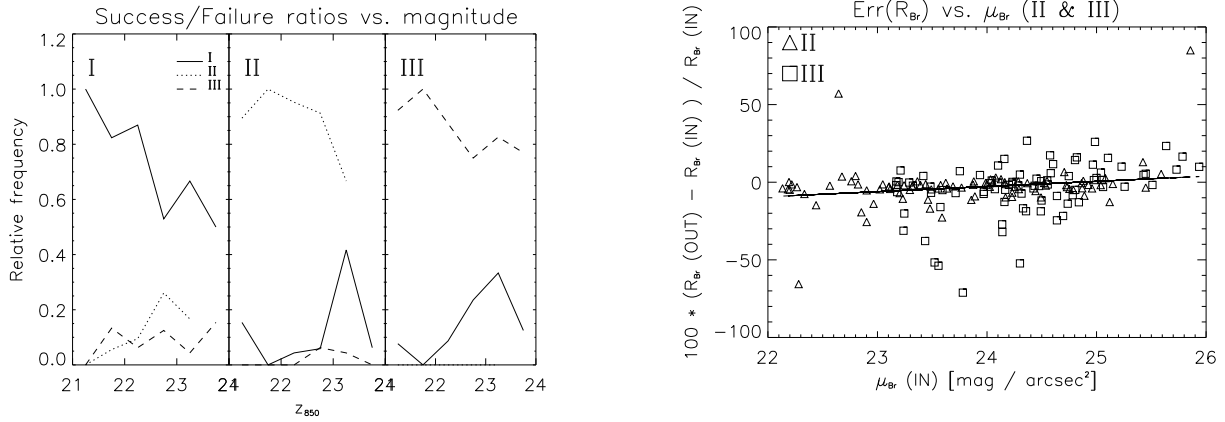 Success/Failure ratios vs. magnitude
1.2
1.0
0.8
0.6
0.4
0.2
0.0
Relative frequency
I
I
II
III
II
III
21 22 23 24
21 22 23 24
21 22 23 24
z850
Err(RBr) vs. μBr (II & III)
100
50
0
−50
−100
100 * (RBr (OUT) − RBr (IN) ) / RBr (IN)
II
III
22 23 24 25 26
μBr (IN) [mag / arcsec²]